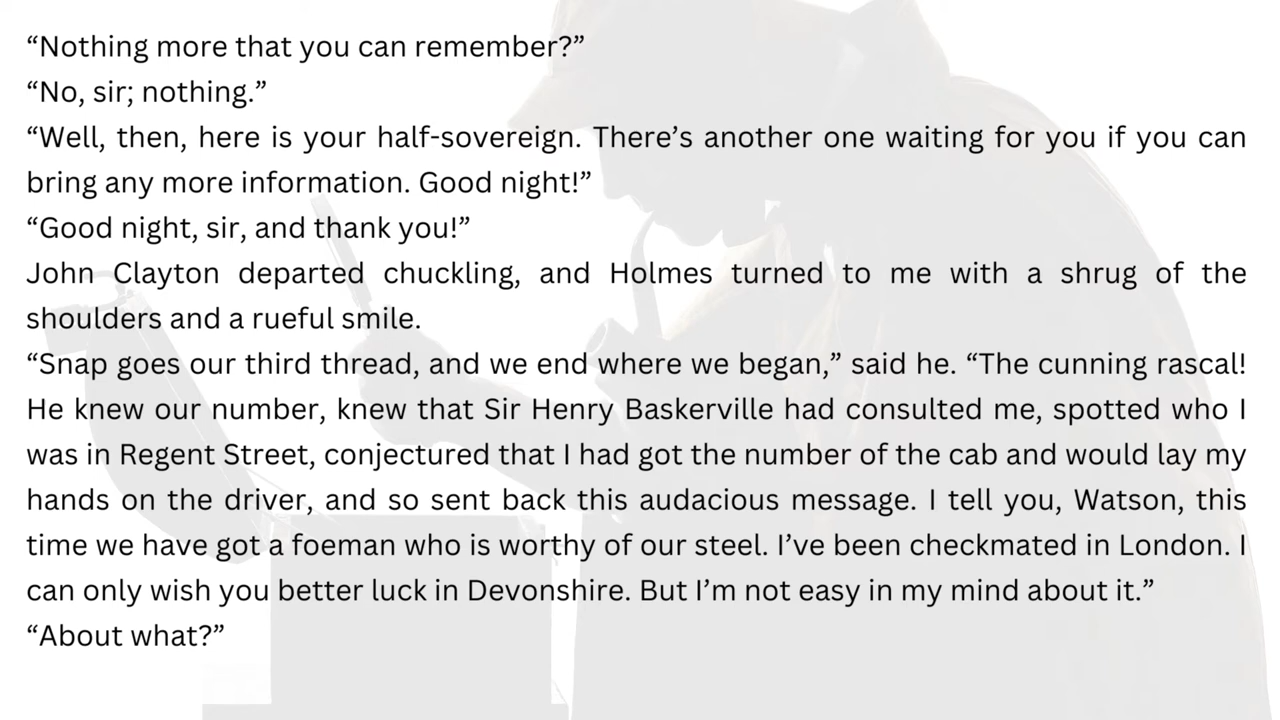 “Nothing more that you can remember?”
“No, sir; nothing.”
“Well, then, here is your half-sovereign. There’s another one waiting for you if you can
bring any more information. Good night!”
“Good night, sir, and thank you!”
John Clayton departed chuckling, and Holmes turned to me with a shrug of the
shoulders and a rueful smile.
“Snap goes our third thread, and we end where we began,” said he. “The cunning rascal!
He knew our number, knew that Sir Henry Baskerville had consulted me, spotted who I
was in Regent Street, conjectured that I had got the number of the cab and would lay my
hands on the driver, and so sent back this audacious message. I tell you, Watson, this
time we have got a foeman who is worthy of our steel. I’ve been checkmated in London. I
can only wish you better luck in Devonshire. But I’m not easy in my mind about it.”
“About what?”